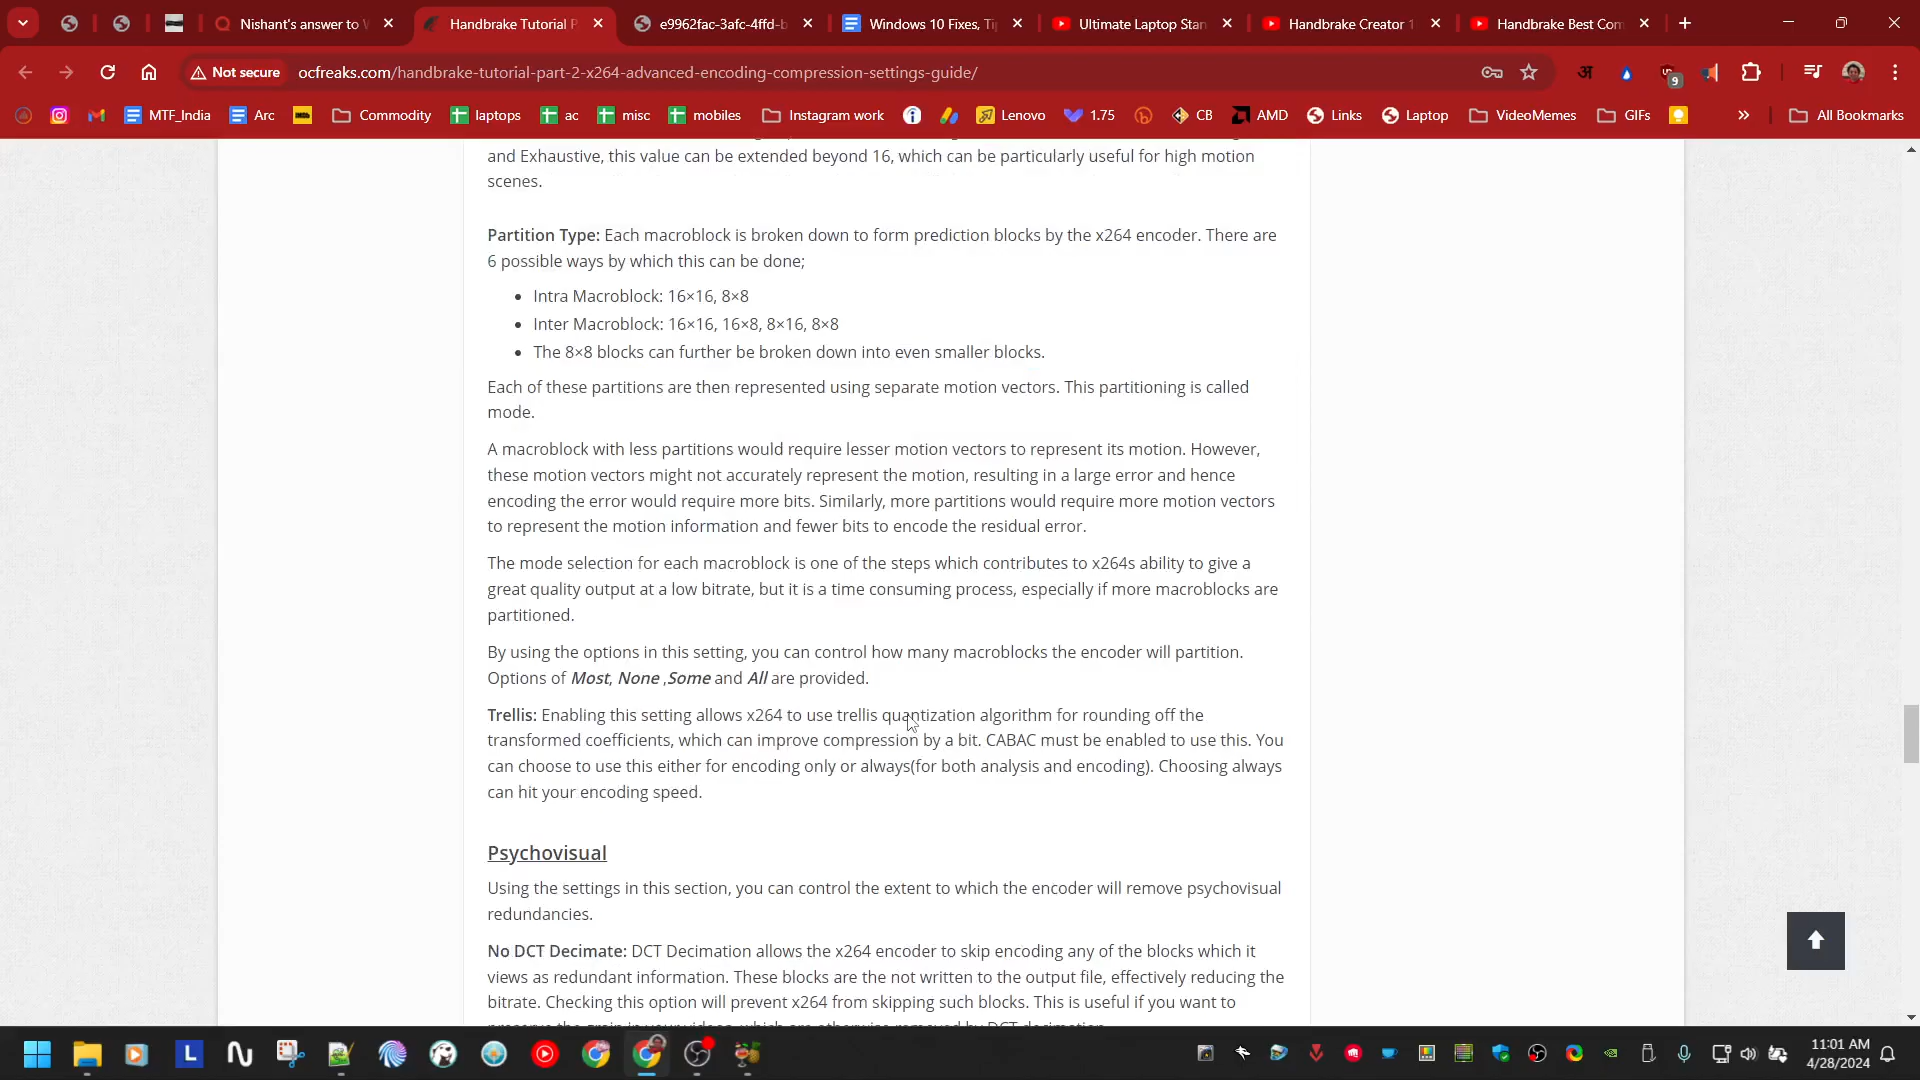 Nishant's answer to W
Handbrake Tutorial P
e9962fac-3afc-4ffd-b
Windows 10 Fixes, Ti
Ultimate Laptop Stan
Handbrake Creator 1
Handbrake Best Com
Not secure
ocfreaks.com/handbrake-tutorial-part-2-x264-advanced-encoding-compression-settings-guide/
अ
9
MTF_India
Arc
IMDb
Commodity
laptops
ac
misc
mobiles
Instagram work
Lenovo
1.75
CB
AMD
Links
Laptop
VideoMemes
GIFs
All Bookmarks
and Exhaustive, this value can be extended beyond 16, which can be particularly useful for high motion
scenes.
Partition Type: Each macroblock is broken down to form prediction blocks by the x264 encoder. There are
6 possible ways by which this can be done;
• Intra Macroblock: 16×16, 8×8
• Inter Macroblock: 16×16, 16×8, 8×16, 8×8
• The 8×8 blocks can further be broken down into even smaller blocks.
Each of these partitions are then represented using separate motion vectors. This partitioning is called
mode.
A macroblock with less partitions would require lesser motion vectors to represent its motion. However,
these motion vectors might not accurately represent the motion, resulting in a large error and hence
encoding the error would require more bits. Similarly, more partitions would require more motion vectors
to represent the motion information and fewer bits to encode the residual error.
The mode selection for each macroblock is one of the steps which contributes to x264s ability to give a
great quality output at a low bitrate, but it is a time consuming process, especially if more macroblocks are
partitioned.
By using the options in this setting, you can control how many macroblocks the encoder will partition.
Options of Most, None ,Some and All are provided.
Trellis: Enabling this setting allows x264 to use trellis quantization algorithm for rounding off the
transformed coefficients, which can improve compression by a bit. CABAC must be enabled to use this. You
can choose to use this either for encoding only or always(for both analysis and encoding). Choosing always
can hit your encoding speed.
Psychovisual
Using the settings in this section, you can control the extent to which the encoder will remove psychovisual
redundancies.
No DCT Decimate: DCT Decimation allows the x264 encoder to skip encoding any of the blocks which it
views as redundant information. These blocks are the not written to the output file, effectively reducing the
bitrate. Checking this option will prevent x264 from skipping such blocks. This is useful if you want to
11:01 AM
4/28/2024